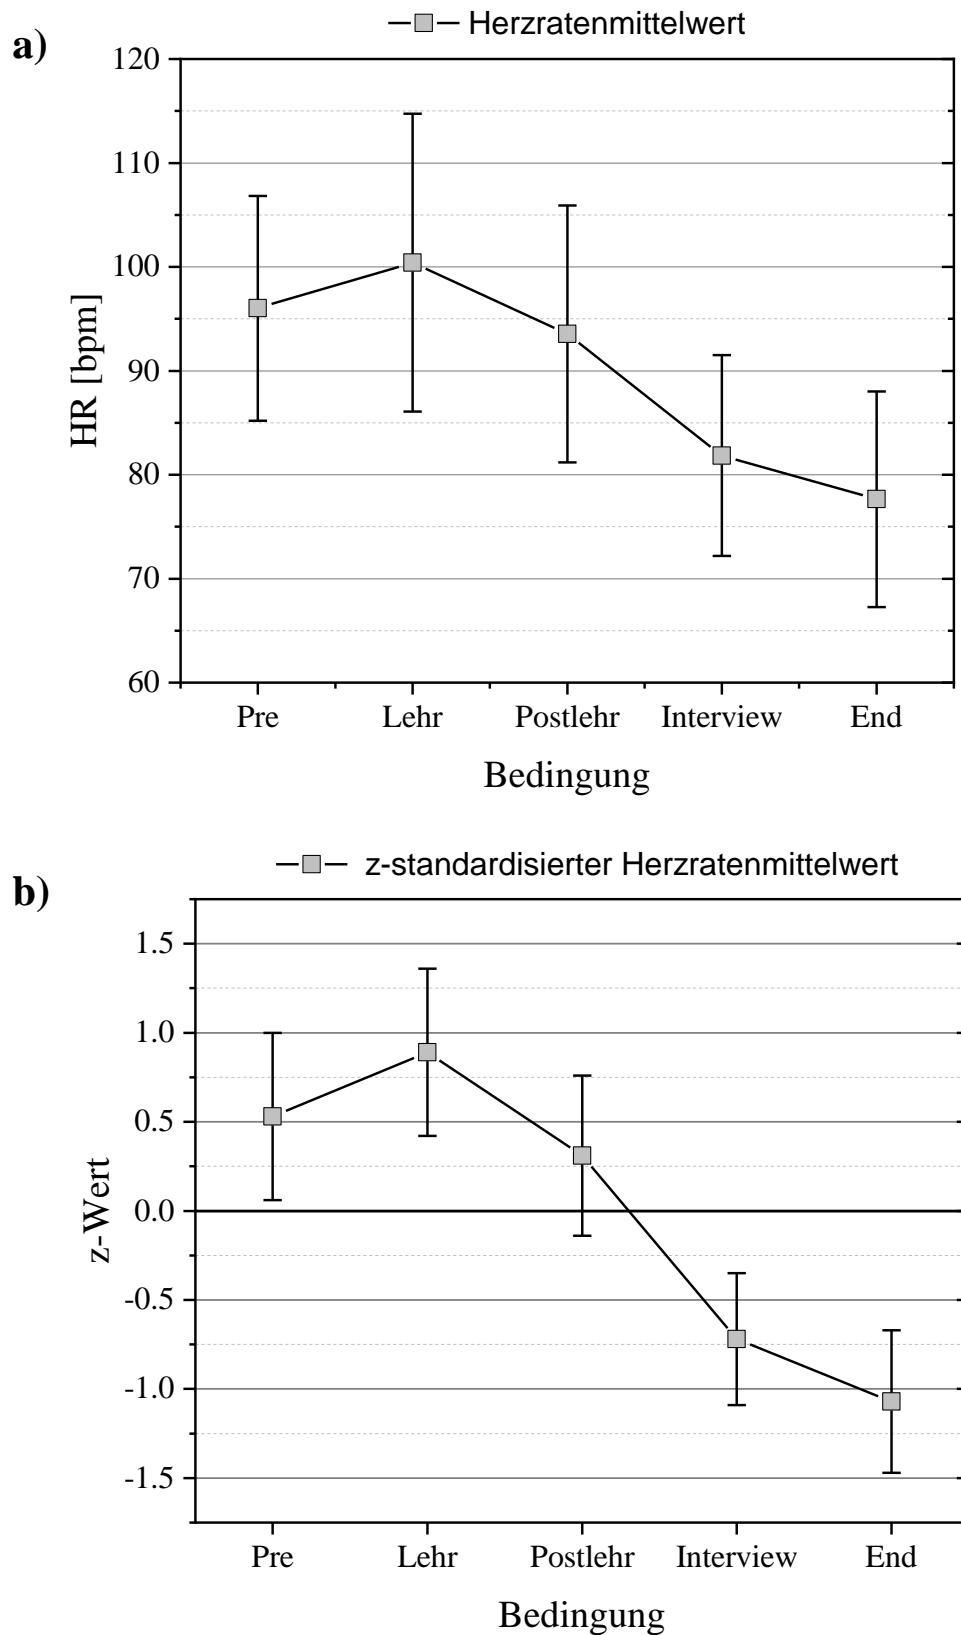 a)
Herzratenmittelwert
120
110
100
90
80
70
60
HR [bpm]
Pre Lehr Postlehr Interview End
Bedingung
b)
z-standardisierter Herzratenmittelwert
1.5
1.0
0.5
0.0
-0.5
-1.0
-1.5
z-Wert
Pre Lehr Postlehr Interview End
Bedingung